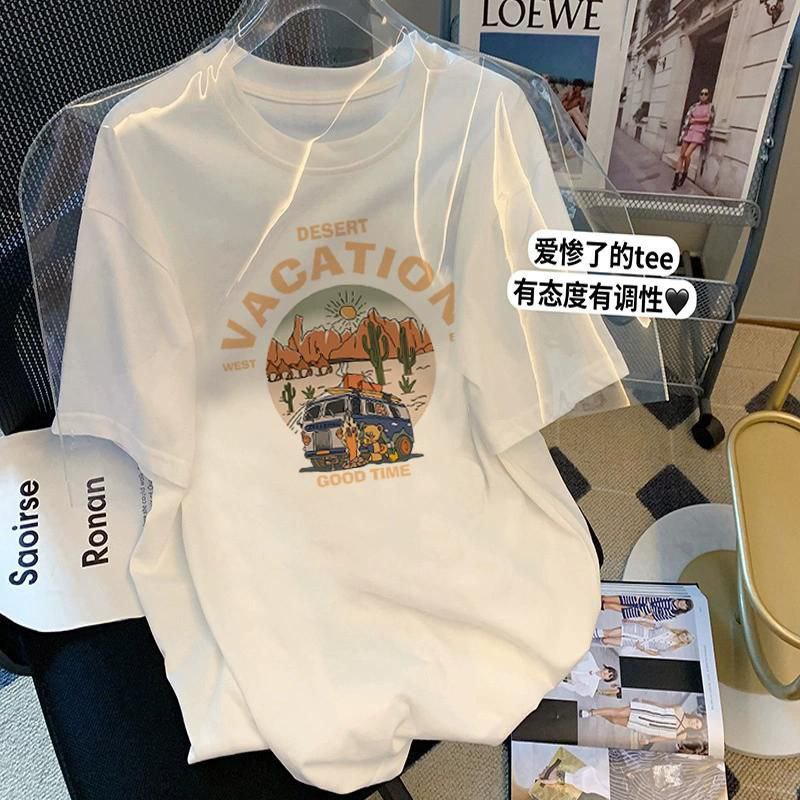 LOEWE
爱惨了的tee
有态度有调性🖤
DESERT
VACATION
WEST
E
GOOD TIME
Saoirse
Ronan